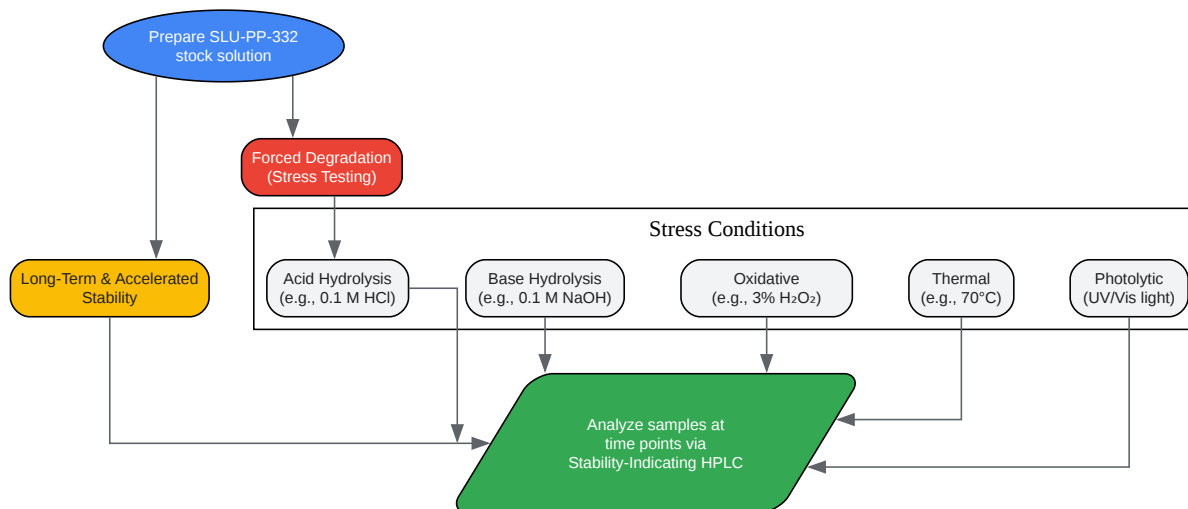 Prepare SLU-PP-332
stock solution
Forced Degradation
(Stress Testing)
Stress Conditions
Long-Term & Accelerated
Stability
Acid Hydrolysis
(e.g., 0.1 M HCl)
Base Hydrolysis
(e.g., 0.1 M NaOH)
Oxidative
(e.g., 3% H₂O₂)
Thermal
(e.g., 70°C)
Photolytic
(UV/Vis light)
Analyze samples at
time points via
Stability-Indicating HPLC